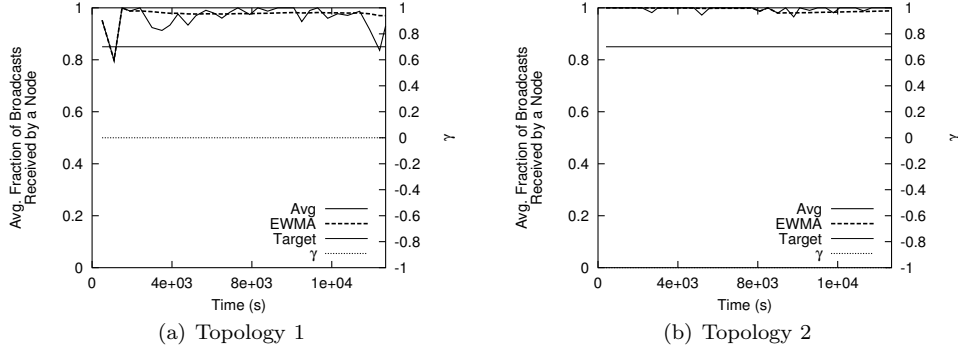 1
0.8
0.6
0.4
0.2
0
Avg. Fraction of Broadcasts
Received by a Node
1
0.8
0.6
0.4
0.2
0
-0.2
-0.4
-0.6
-0.8
-1
γ
Avg
EWMA
Target
γ
0 4e+03 8e+03 1e+04
Time (s)
(a) Topology 1
1
0.8
0.6
0.4
0.2
0
Avg. Fraction of Broadcasts
Received by a Node
1
0.8
0.6
0.4
0.2
0
-0.2
-0.4
-0.6
-0.8
-1
γ
Avg
EWMA
Target
γ
0 4e+03 8e+03 1e+04
Time (s)
(b) Topology 2